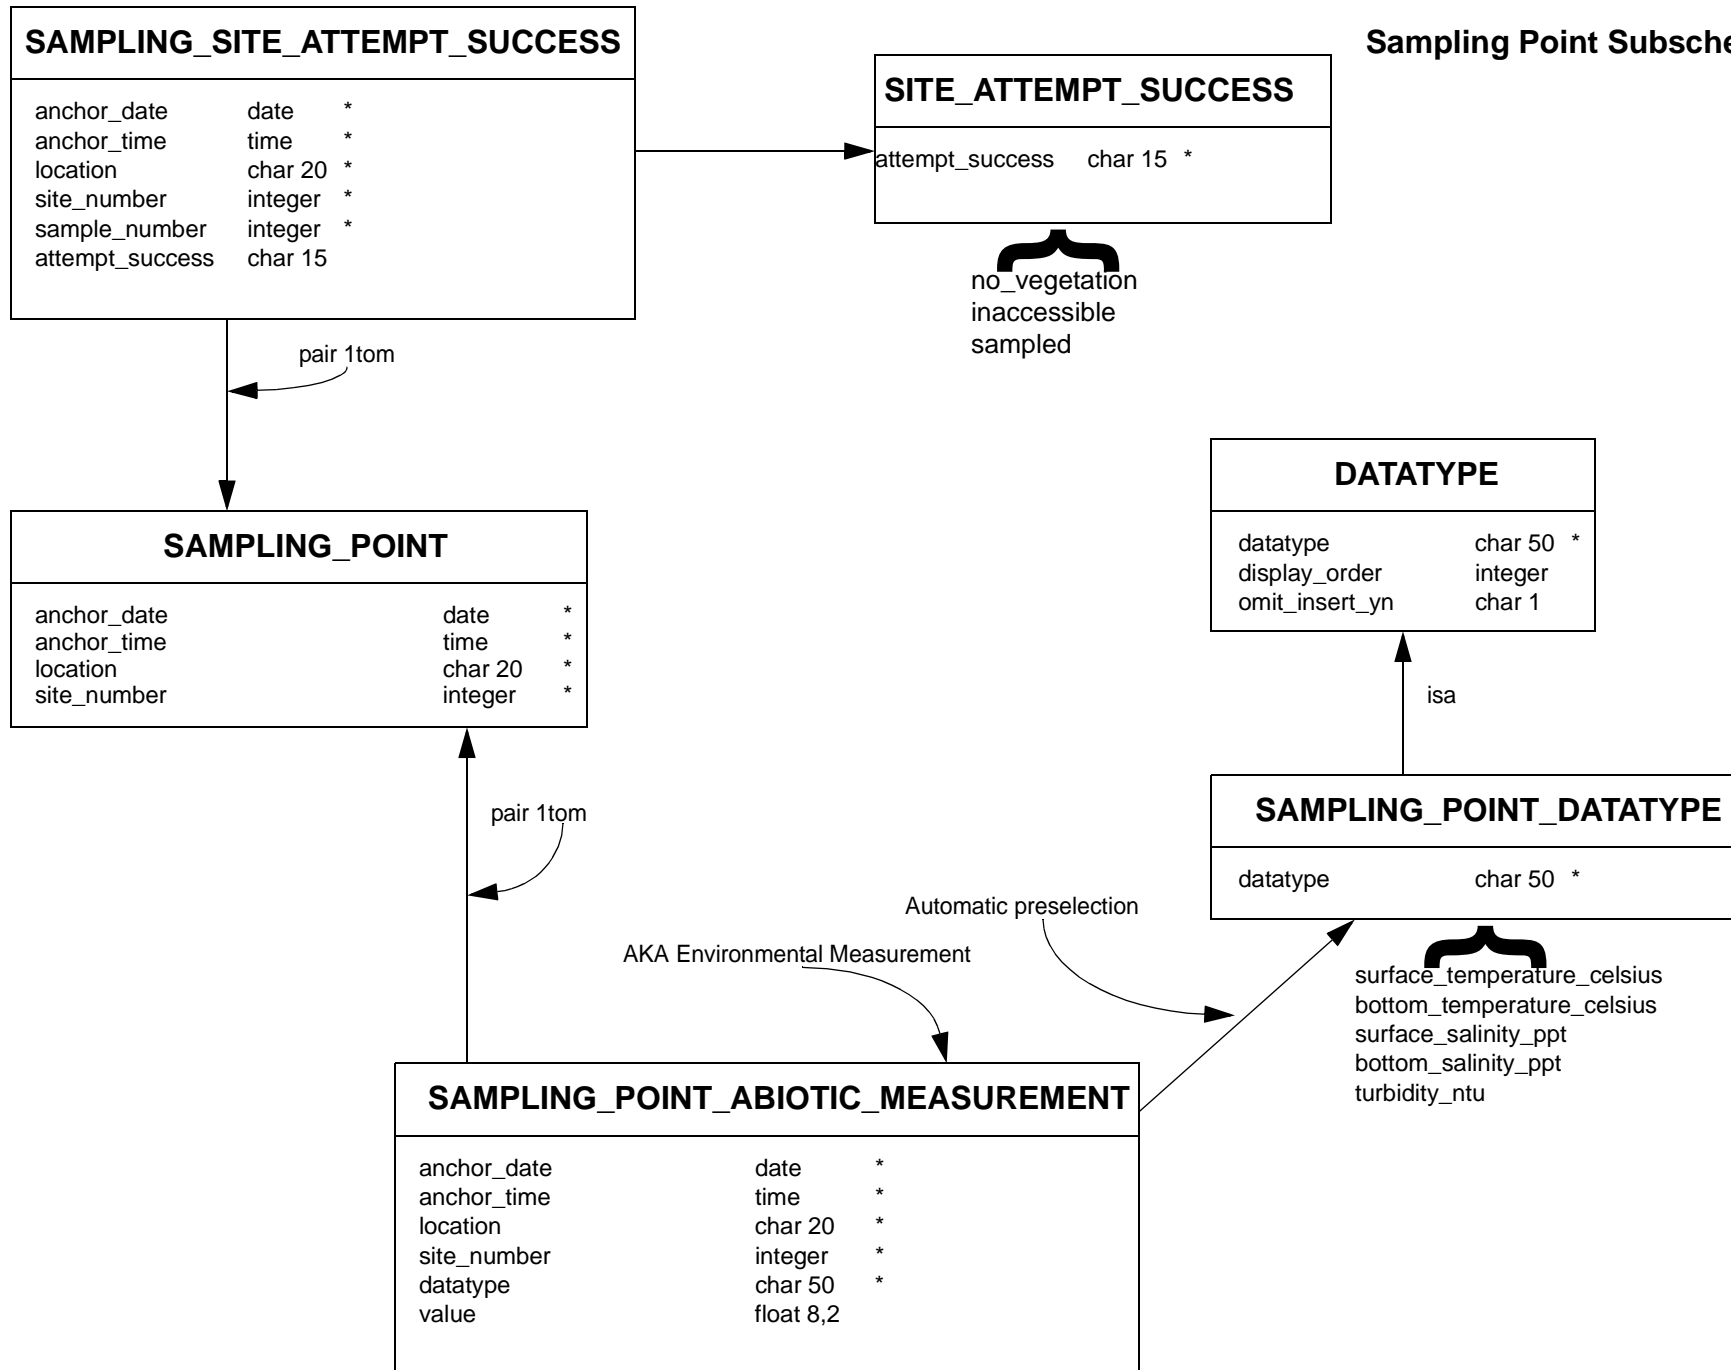 SAMPLING_SITE_ATTEMPT_SUCCESS
anchor_date date *
anchor_time time *
location char 20 *
site_number integer *
sample_number integer *
attempt_success char 15
SITE_ATTEMPT_SUCCESS
attempt_success char 15 *
no_vegetation
inaccessible
sampled
Sampling Point Subsche
pair 1tom
SAMPLING_POINT
anchor_date date *
anchor_time time *
location char 20 *
site_number integer *
DATATYPE
datatype char 50 *
display_order integer
omit_insert_yn char 1
isa
SAMPLING_POINT_DATATYPE
datatype char 50 *
surface_temperature_celsius
bottom_temperature_celsius
surface_salinity_ppt
bottom_salinity_ppt
turbidity_ntu
pair 1tom
Automatic preselection
AKA Environmental Measurement
SAMPLING_POINT_ABIOTIC_MEASUREMENT
anchor_date date *
anchor_time time *
location char 20 *
site_number integer *
datatype char 50 *
value float 8,2